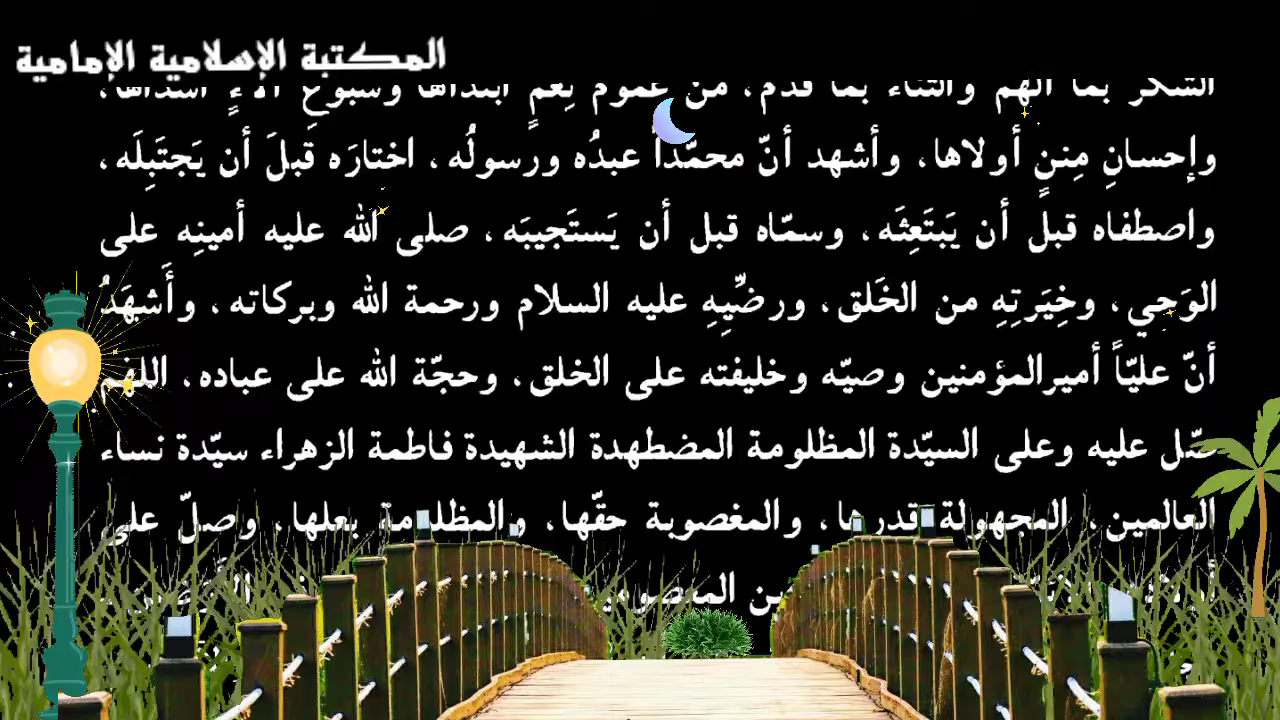 المكتبة الإسلامية الإمامية
الشكر بما ألهم والثناء بما قدم، من عموم نِعَمٍ ابتداها وسبوغِ آلاءٍ أسداها،
وإحسانِ مِننٍ أولاها، وأشهد أنّ محمّداً عبدُه ورسولُه، اختارَه قبلَ أن يَجتَبِلَه،
واصطفاه قبل أن يَبتَعِثَه، وسمّاه قبل أن يَستَجيبَه، صلى الله عليه أمينِه على
الوَحِي، وخِيَرتِهِ من الخَلق، ورضِّيِهِ عليه السلام ورحمة الله وبركاته، وأَشهَدُ
أنّ عليّاً أميرالمؤمنين وصيّه وخليفته على الخلق، وحجّة الله على عباده، اللهم
صّل عليه وعلى السيّدة المظلومة المضطهدة الشهيدة فاطمة الزهراء سيّدة نساء
العالمين، المجهولة قدرها، والمغصوبة حقّها، والمظلومة بعلها، وصلّ على
من